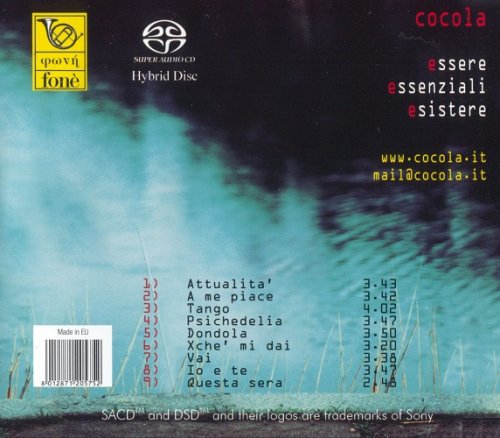 φωνή
fonè
SUPER AUDIO CD
Hybrid Disc
cocola
essere
essenziali
esistere
www.cocola.it
mail@cocola.it
1) Attualita' 3.43
2) A me piace 3.42
3) Tango 4.02
4) Psichedelia 3.47
5) Dondola 3.50
6) Xche' mi dai 3.20
7) Vai 3.38
8) Io e te 3.47
9) Questa sera 2.48
Made in EU
8012871205752
SACD™ and DSD™ and their logos are trademarks of Sony